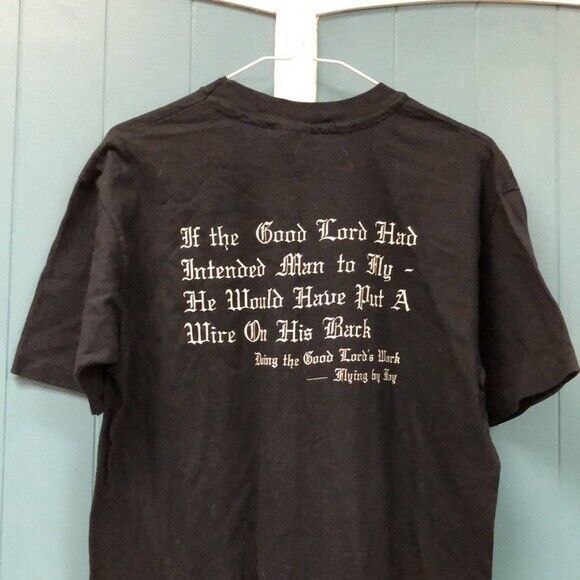 If the Good Lord Had
Intended Man to Fly -
He Would Have Put A
Wire On His Back
Doing the Good Lord's Work
— Flying by Foy